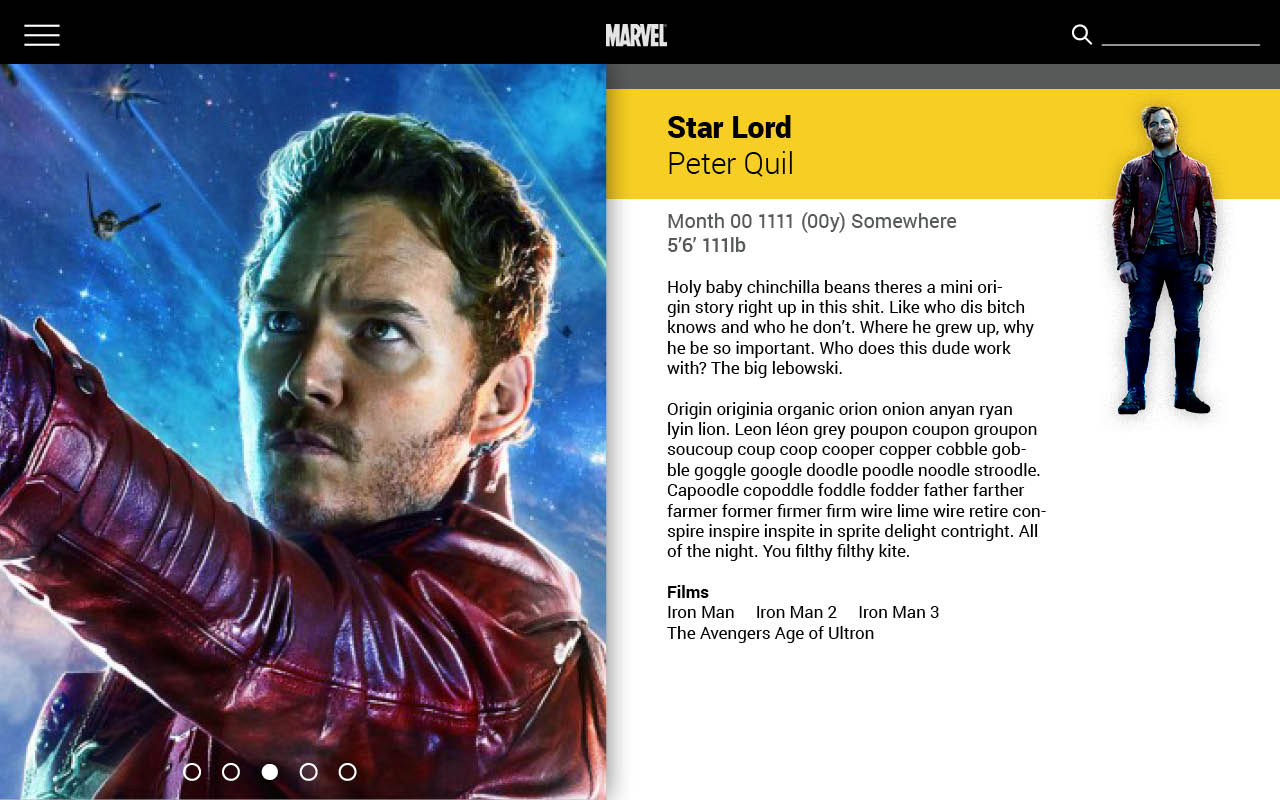 MARVEL
Star Lord
Peter Quil
Month 00 1111 (00y) Somewhere
5’6’ 111lb
Holy baby chinchilla beans theres a mini ori-
gin story right up in this shit. Like who dis bitch
knows and who he don’t. Where he grew up, why
he be so important. Who does this dude work
with? The big lebowski.
Origin originia organic orion onion anyan ryan
lyin lion. Leon léon grey poupon coupon groupon
soucoup coup coop cooper copper cobble gob-
ble goggle google doodle poodle noodle stroodle.
Capoodle copoddle foddle fodder father farther
farmer former firmer firm wire lime wire retire con-
spire inspire inspite in sprite delight contright. All
of the night. You filthy filthy kite.
Films
Iron Man Iron Man 2 Iron Man 3
The Avengers Age of Ultron